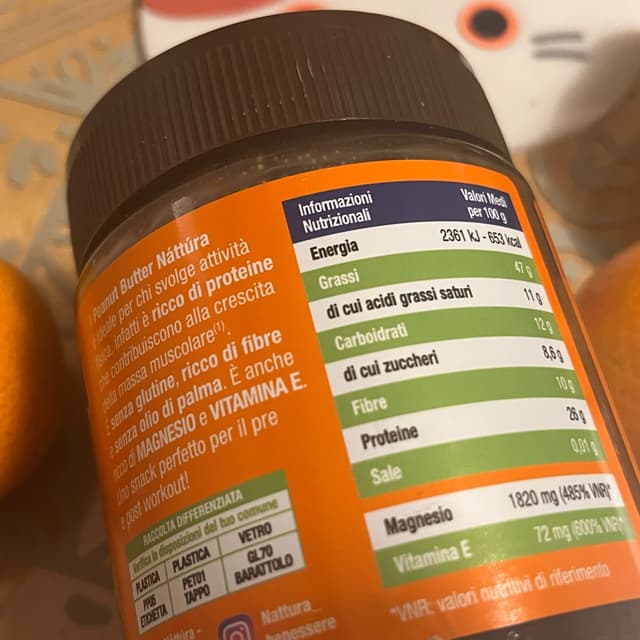 Peanut Butter Náttúra
è ideale per chi svolge attività
fisica, infatti è ricco di proteine
che contribuiscono alla crescita
della massa muscolare(1).
È senza glutine, ricco di fibre
e senza olio di palma. È anche
ricco di MAGNESIO e VITAMINA E.
Uno snack perfetto per il pre
e post workout!
RACCOLTA DIFFERENZIATA
Verifica le disposizioni del tuo comune
PLASTICA PLASTICA VETRO
PP05 PET01 GL70
ETICHETTA TAPPO BARATTOLO
Náttúra -
Nattura_
benessere
Informazioni Valori Medi
Nutrizionali per 100 g
Energia 2361 kJ - 653 kcal
Grassi 47 g
di cui acidi grassi saturi 11 g
Carboidrati 12 g
di cui zuccheri 8,6 g
Fibre 10 g
Proteine 26 g
Sale 0,01 g
Magnesio 1820 mg (485% VNR)*
Vitamina E 72 mg (600% VNR)*
*VNR: valori nutritivi di riferimento